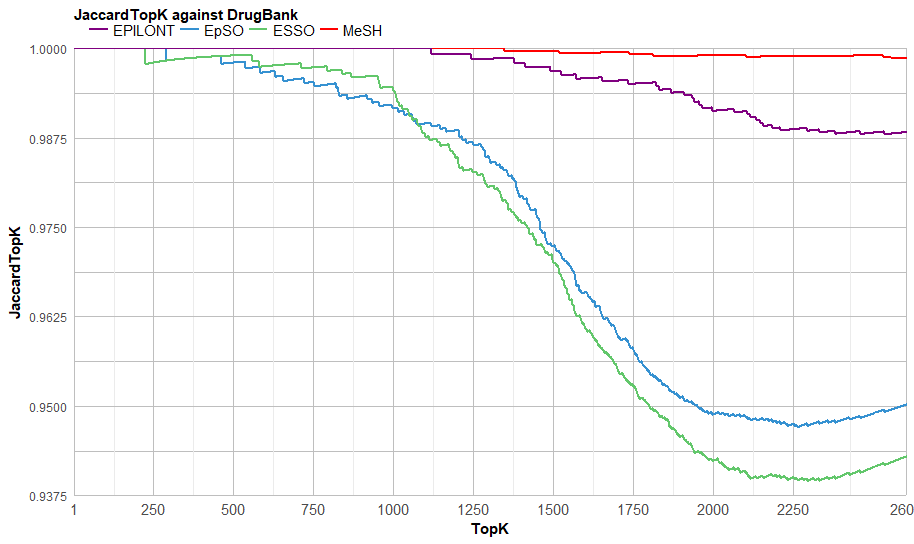 JaccardTopK against DrugBank
EPILONT EpSO ESSO MeSH
1.0000
0.9875
0.9750
0.9625
0.9500
0.9375
JaccardTopK
1 250 500 750 1000 1250 1500 1750 2000 2250 260
TopK